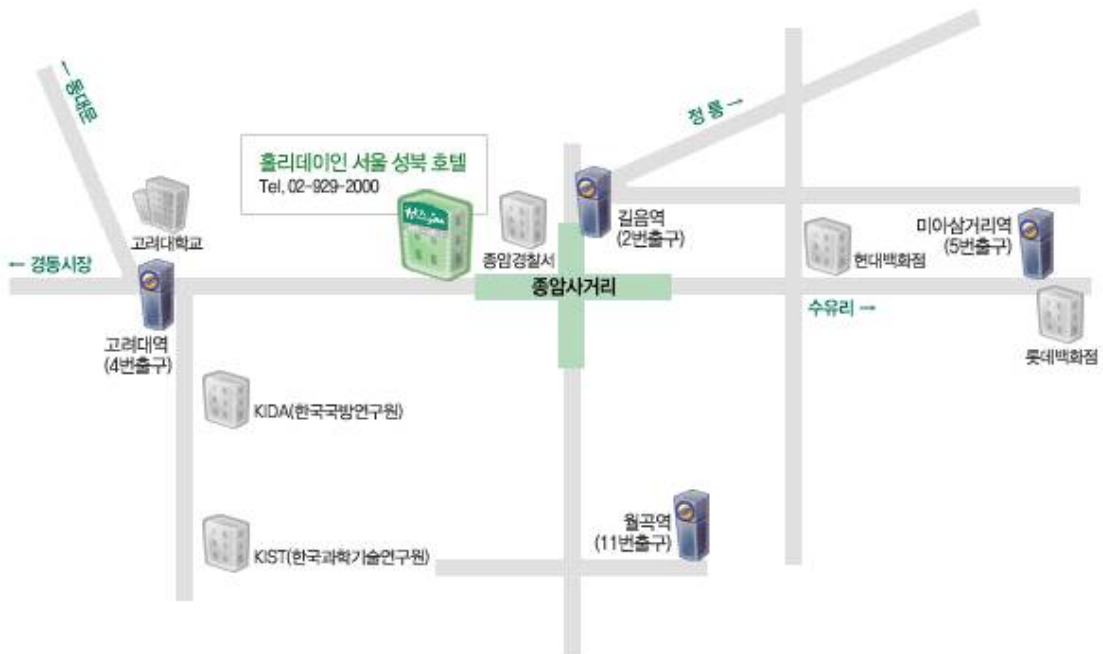 ← 동대문
정릉 →
홀리데이인 서울 성북 호텔
Tel, 02-929-2000
고려대학교
종암경찰서
길음역
(2번출구)
미아삼거리역
(5번출구)
현대백화점
← 경동시장
종암사거리
수유리 →
고려대역
(4번출구)
롯데백화점
KIDA(한국국방연구원)
월곡역
(11번출구)
KIST(한국과학기술연구원)